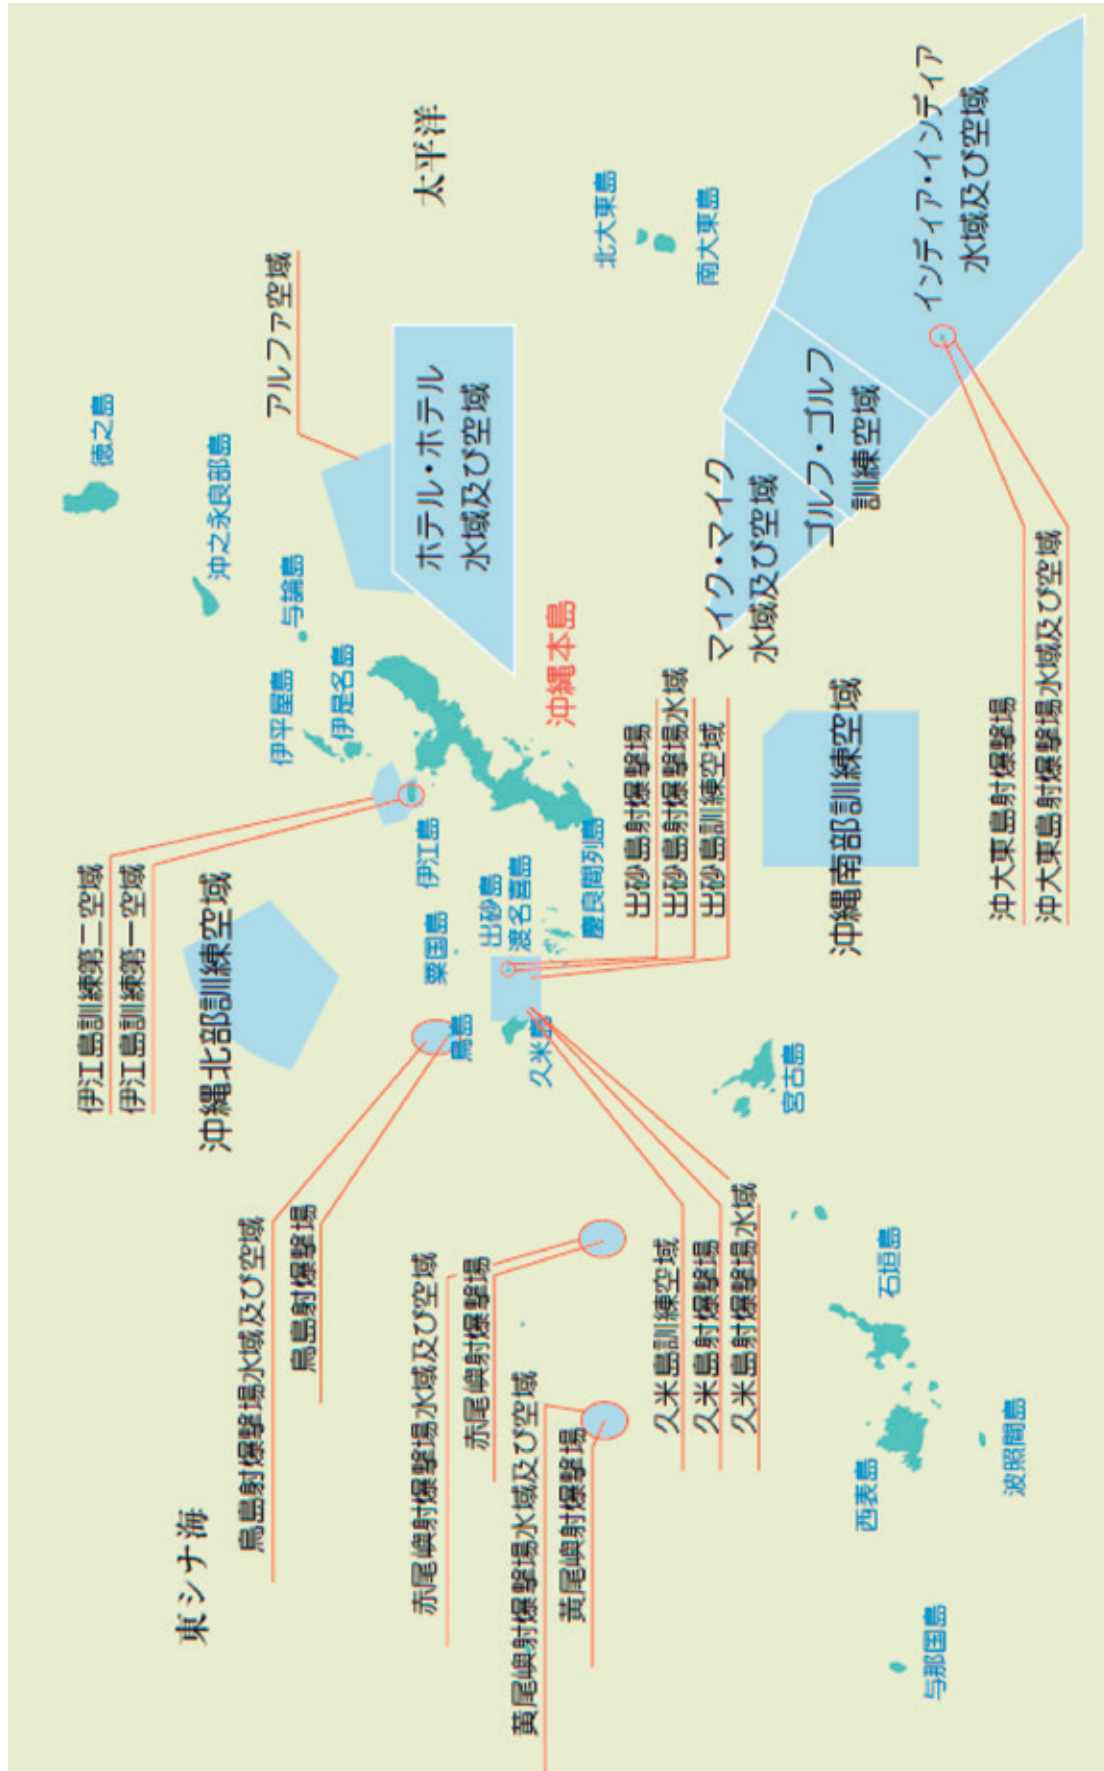 徳之島
沖之永良部島
与論島
伊平屋島
伊是名島
アルファ空域
太平洋
ホテル・ホテル
水域及び空域
伊江島訓練第二空域
伊江島訓練第一空域
沖縄北部訓練空域
伊江島
沖縄本島
北大東島
南大東島
東シナ海
鳥島射爆撃場水域及び空域
鳥島射爆撃場
鳥島
粟国島
出砂島
渡名喜島
慶良間列島
久米島
出砂島射爆撃場
出砂島射爆撃場水域
出砂島訓練空域
マイク・マイク
水域及び空域
ゴルフ・ゴルフ
訓練空域
インディア・インディア
水域及び空域
赤尾嶼射爆撃場水域及び空域
赤尾嶼射爆撃場
黄尾嶼射爆撃場水域及び空域
黄尾嶼射爆撃場
久米島訓練空域
久米島射爆撃場
久米島射爆撃場水域
沖縄南部訓練空域
宮古島
石垣島
西表島
波照間島
与那国島
沖大東島射爆撃場
沖大東島射爆撃場水域及び空域